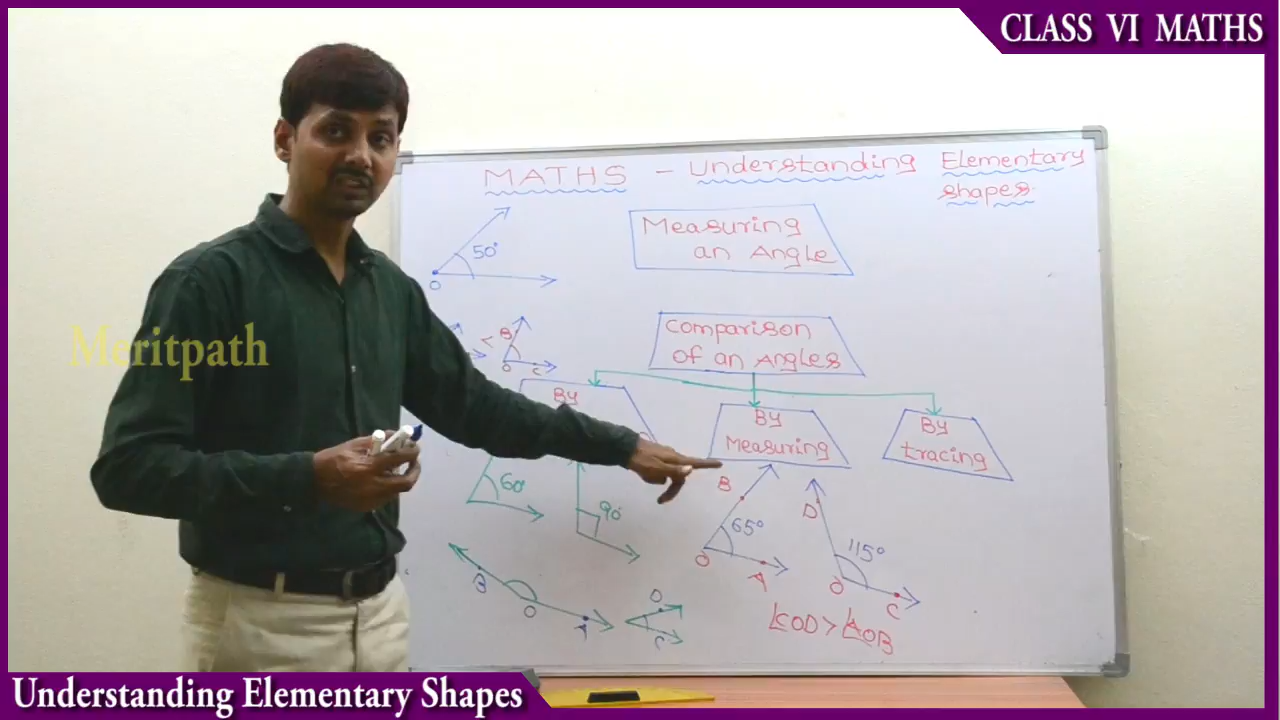 CLASS VI MATHS
MATHS - Understanding Elementary
shapes.
50°
O
Measuring
an Angle
Meritpath
< B
O C
Comparison
of an Angles
By
By
Measuring
By
tracing
60°
90°
B
65°
O
A
D
115°
O
C
B
O
A
D
C
∠COD > ∠AOB
Understanding Elementary Shapes